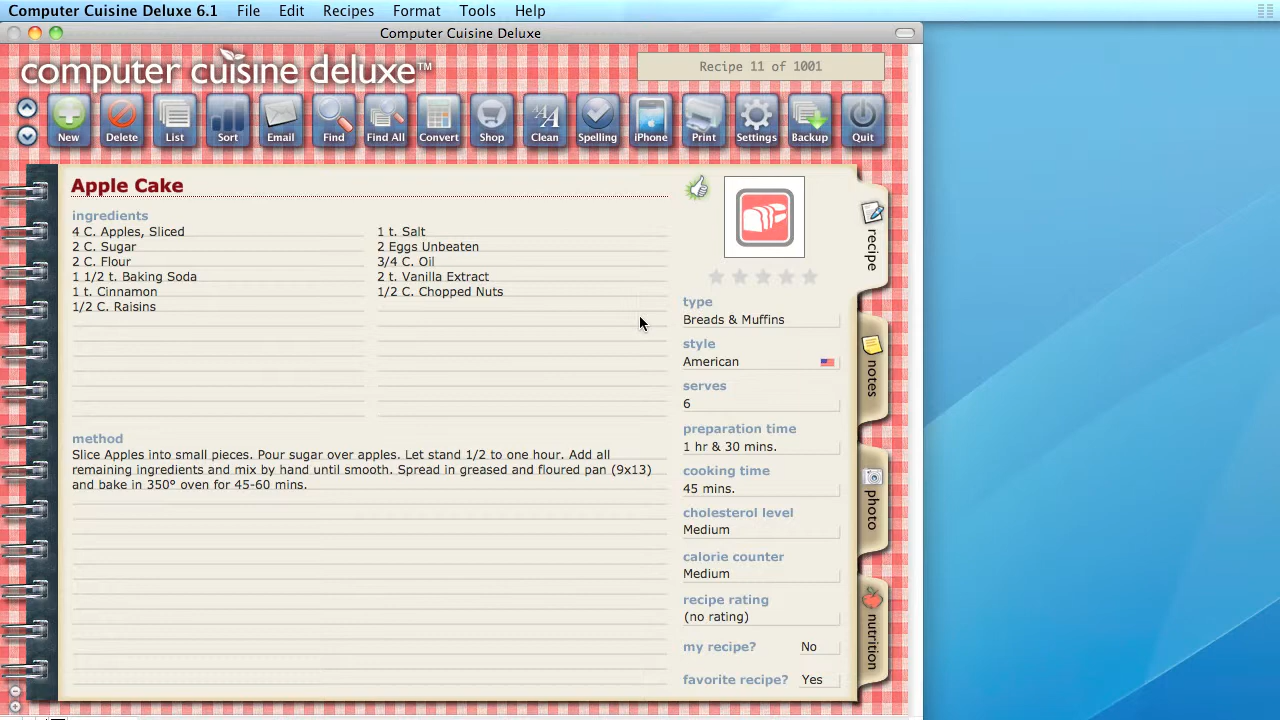 Computer Cuisine Deluxe 6.1 File Edit Recipes Format Tools Help
Computer Cuisine Deluxe
computer cuisine deluxe™
Recipe 11 of 1001
New Delete List Sort Email Find Find All Convert Shop Clean Spelling iPhone Print Settings Backup Quit
Apple Cake
ingredients
4 C. Apples, Sliced
2 C. Sugar
2 C. Flour
1 1/2 t. Baking Soda
1 t. Cinnamon
1/2 C. Raisins
1 t. Salt
2 Eggs Unbeaten
3/4 C. Oil
2 t. Vanilla Extract
1/2 C. Chopped Nuts
method
Slice Apples into small pieces. Pour sugar over apples. Let stand 1/2 to one hour. Add all
remaining ingredients and mix by hand until smooth. Spread in greased and floured pan (9x13)
and bake in 350° oven for 45-60 mins.
type
Breads & Muffins
style
American
serves
6
preparation time
1 hr & 30 mins.
cooking time
45 mins.
cholesterol level
Medium
calorie counter
Medium
recipe rating
(no rating)
my recipe? No
favorite recipe? Yes
recipe
notes
photo
nutrition